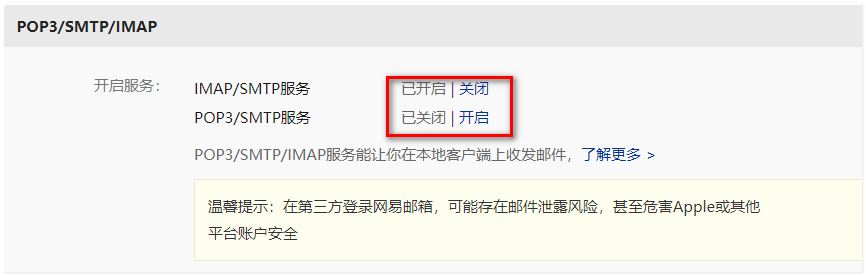 POP3/SMTP/IMAP
开启服务： IMAP/SMTP服务 已开启 | 关闭
POP3/SMTP服务 已关闭 | 开启
POP3/SMTP/IMAP服务能让你在本地客户端上收发邮件，了解更多 >
温馨提示：在第三方登录网易邮箱，可能存在邮件泄露风险，甚至危害Apple或其他
平台账户安全